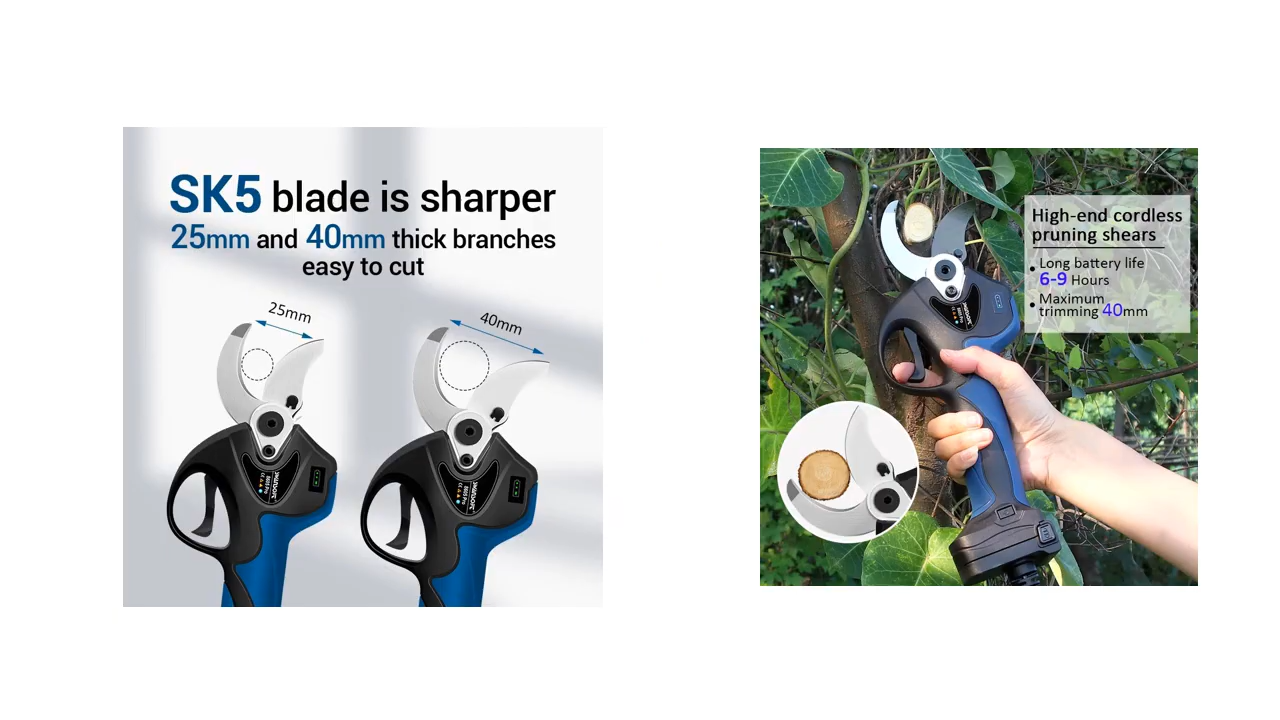 SK5 blade is sharper
25mm and 40mm thick branches
easy to cut
25mm
40mm
High-end cordless
pruning shears
• Long battery life
6-9 Hours
• Maximum
trimming 40mm